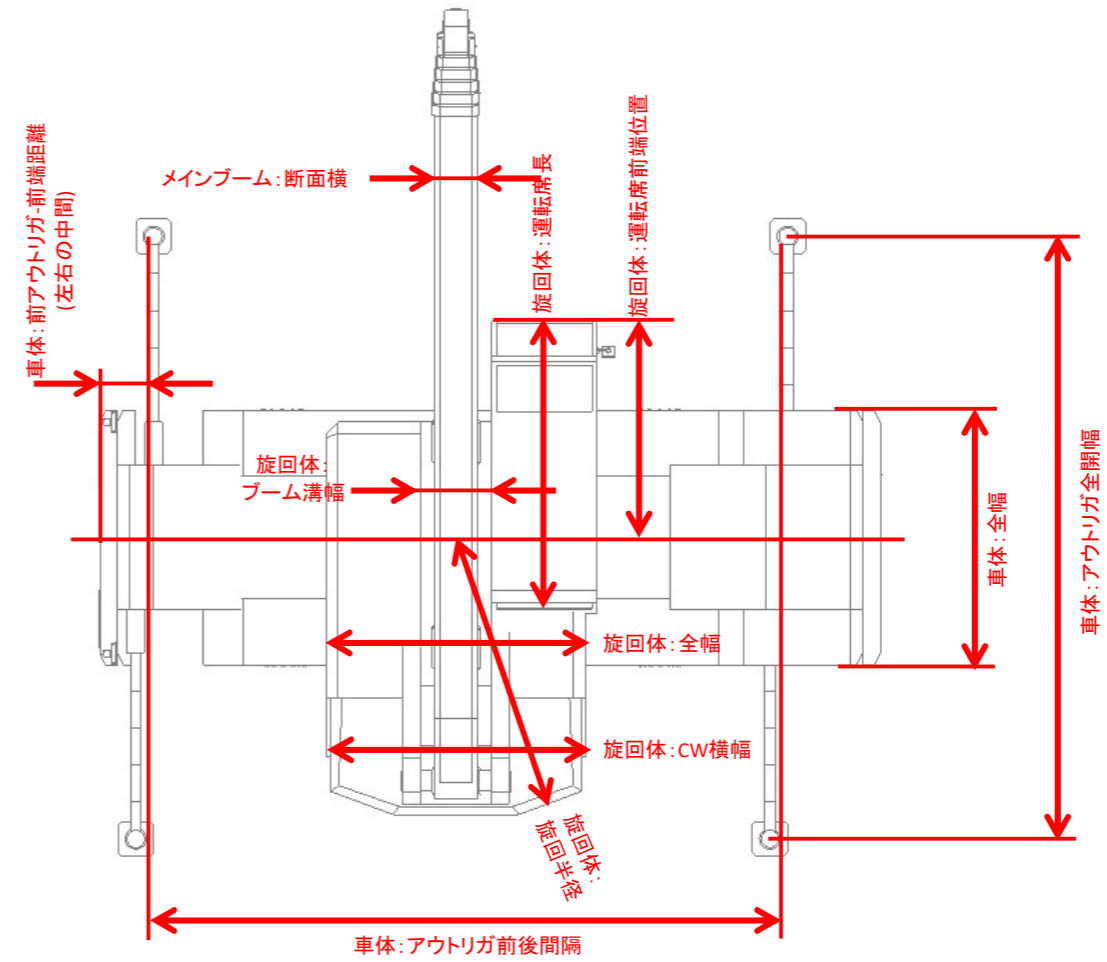 車体：前アウトリガ-前端距離
(左右の中間)
メインブーム：断面横
旋回体：運転席長
旋回体：運転席前端位置
旋回体：
ブーム溝幅
車体：全幅
車体：アウトリガ全開幅
旋回体：全幅
旋回体：CW横幅
旋回体：
旋回半径
車体：アウトリガ前後間隔